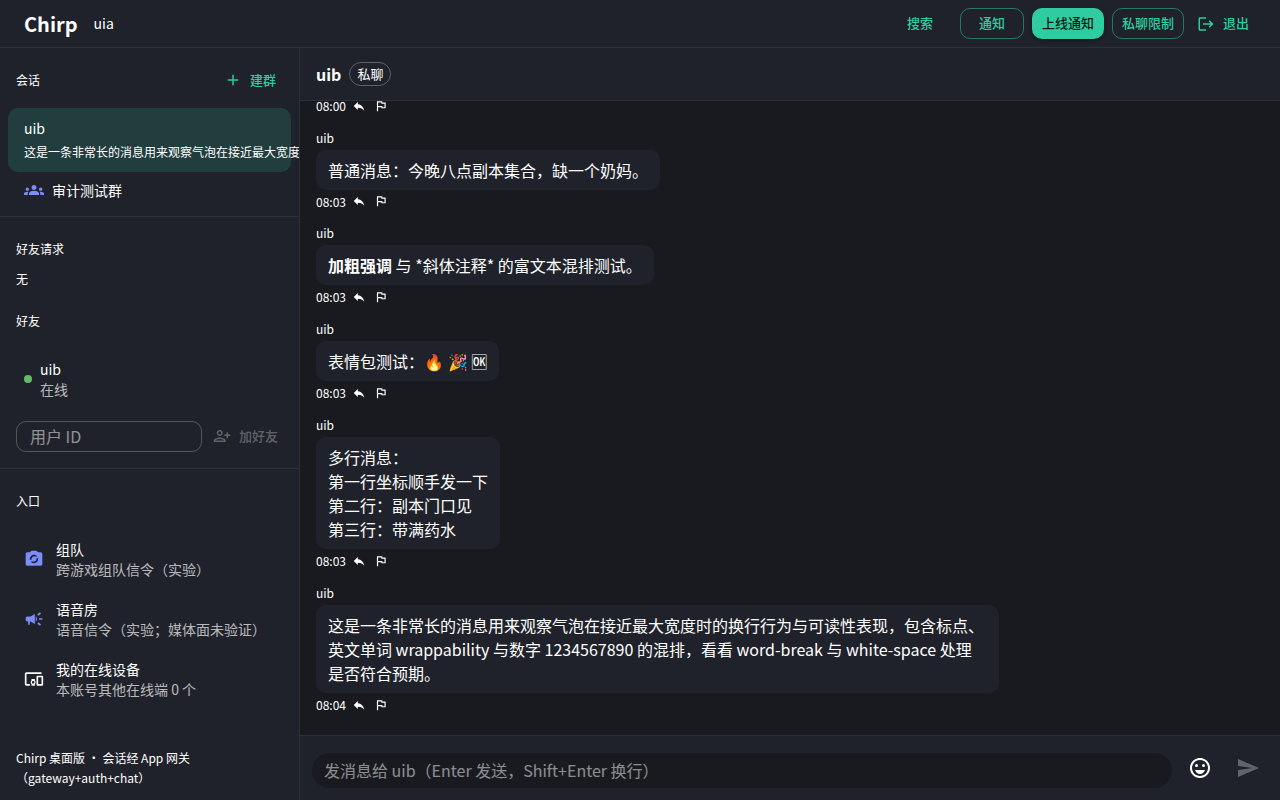 Chirp uia
搜索 通知 上线通知 私聊限制 退出
会话 建群
uib
这是一条非常长的消息用来观察气泡在接近最大宽度
审计测试群
好友请求
无
好友
uib
在线
用户 ID 加好友
入口
组队
跨游戏组队信令（实验）
语音房
语音信令（实验；媒体面未验证）
我的在线设备
本账号其他在线端 0 个
Chirp 桌面版 · 会话经 App 网关
（gateway+auth+chat）
uib 私聊
08:00
uib
普通消息：今晚八点副本集合，缺一个奶妈。
08:03
uib
加粗强调 与 *斜体注释* 的富文本混排测试。
08:03
uib
表情包测试：🔥 🎉 🆗
08:03
uib
多行消息：
第一行坐标顺手发一下
第二行：副本门口见
第三行：带满药水
08:03
uib
这是一条非常长的消息用来观察气泡在接近最大宽度时的换行行为与可读性表现，包含标点、
英文单词 wrappability 与数字 1234567890 的混排，看看 word-break 与 white-space 处理
是否符合预期。
08:04
发消息给 uib（Enter 发送，Shift+Enter 换行）